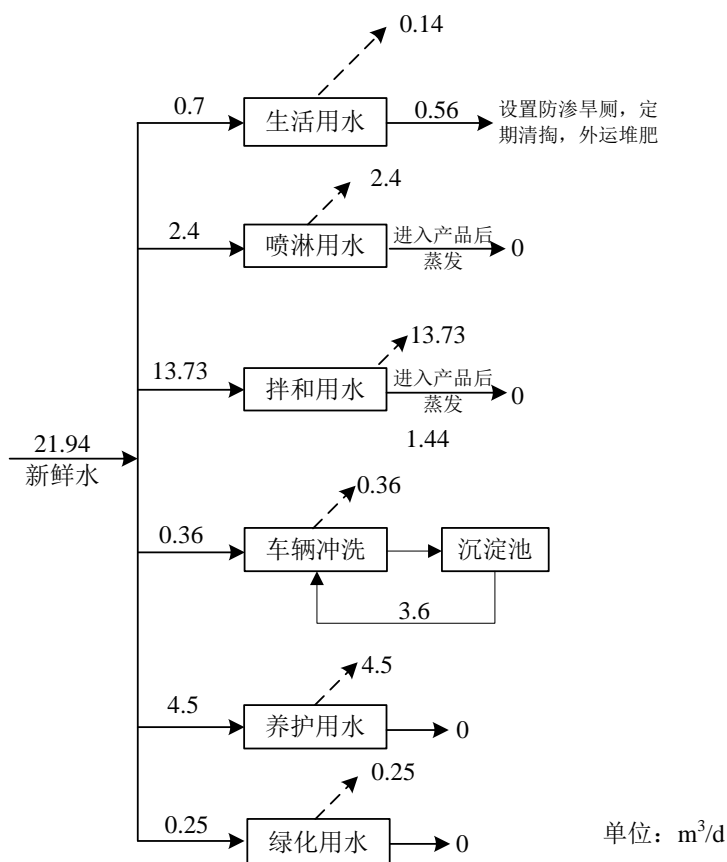 0.14
0.7
生活用水
0.56
设置防渗旱厕，定
期清掏，外运堆肥
2.4
2.4
喷淋用水
进入产品后
蒸发
0
13.73
13.73
拌和用水
进入产品后
蒸发
0
1.44
21.94
新鲜水
0.36
0.36
车辆冲洗
沉淀池
3.6
4.5
4.5
养护用水
0
0.25
0.25
绿化用水
0
单位：m³/d